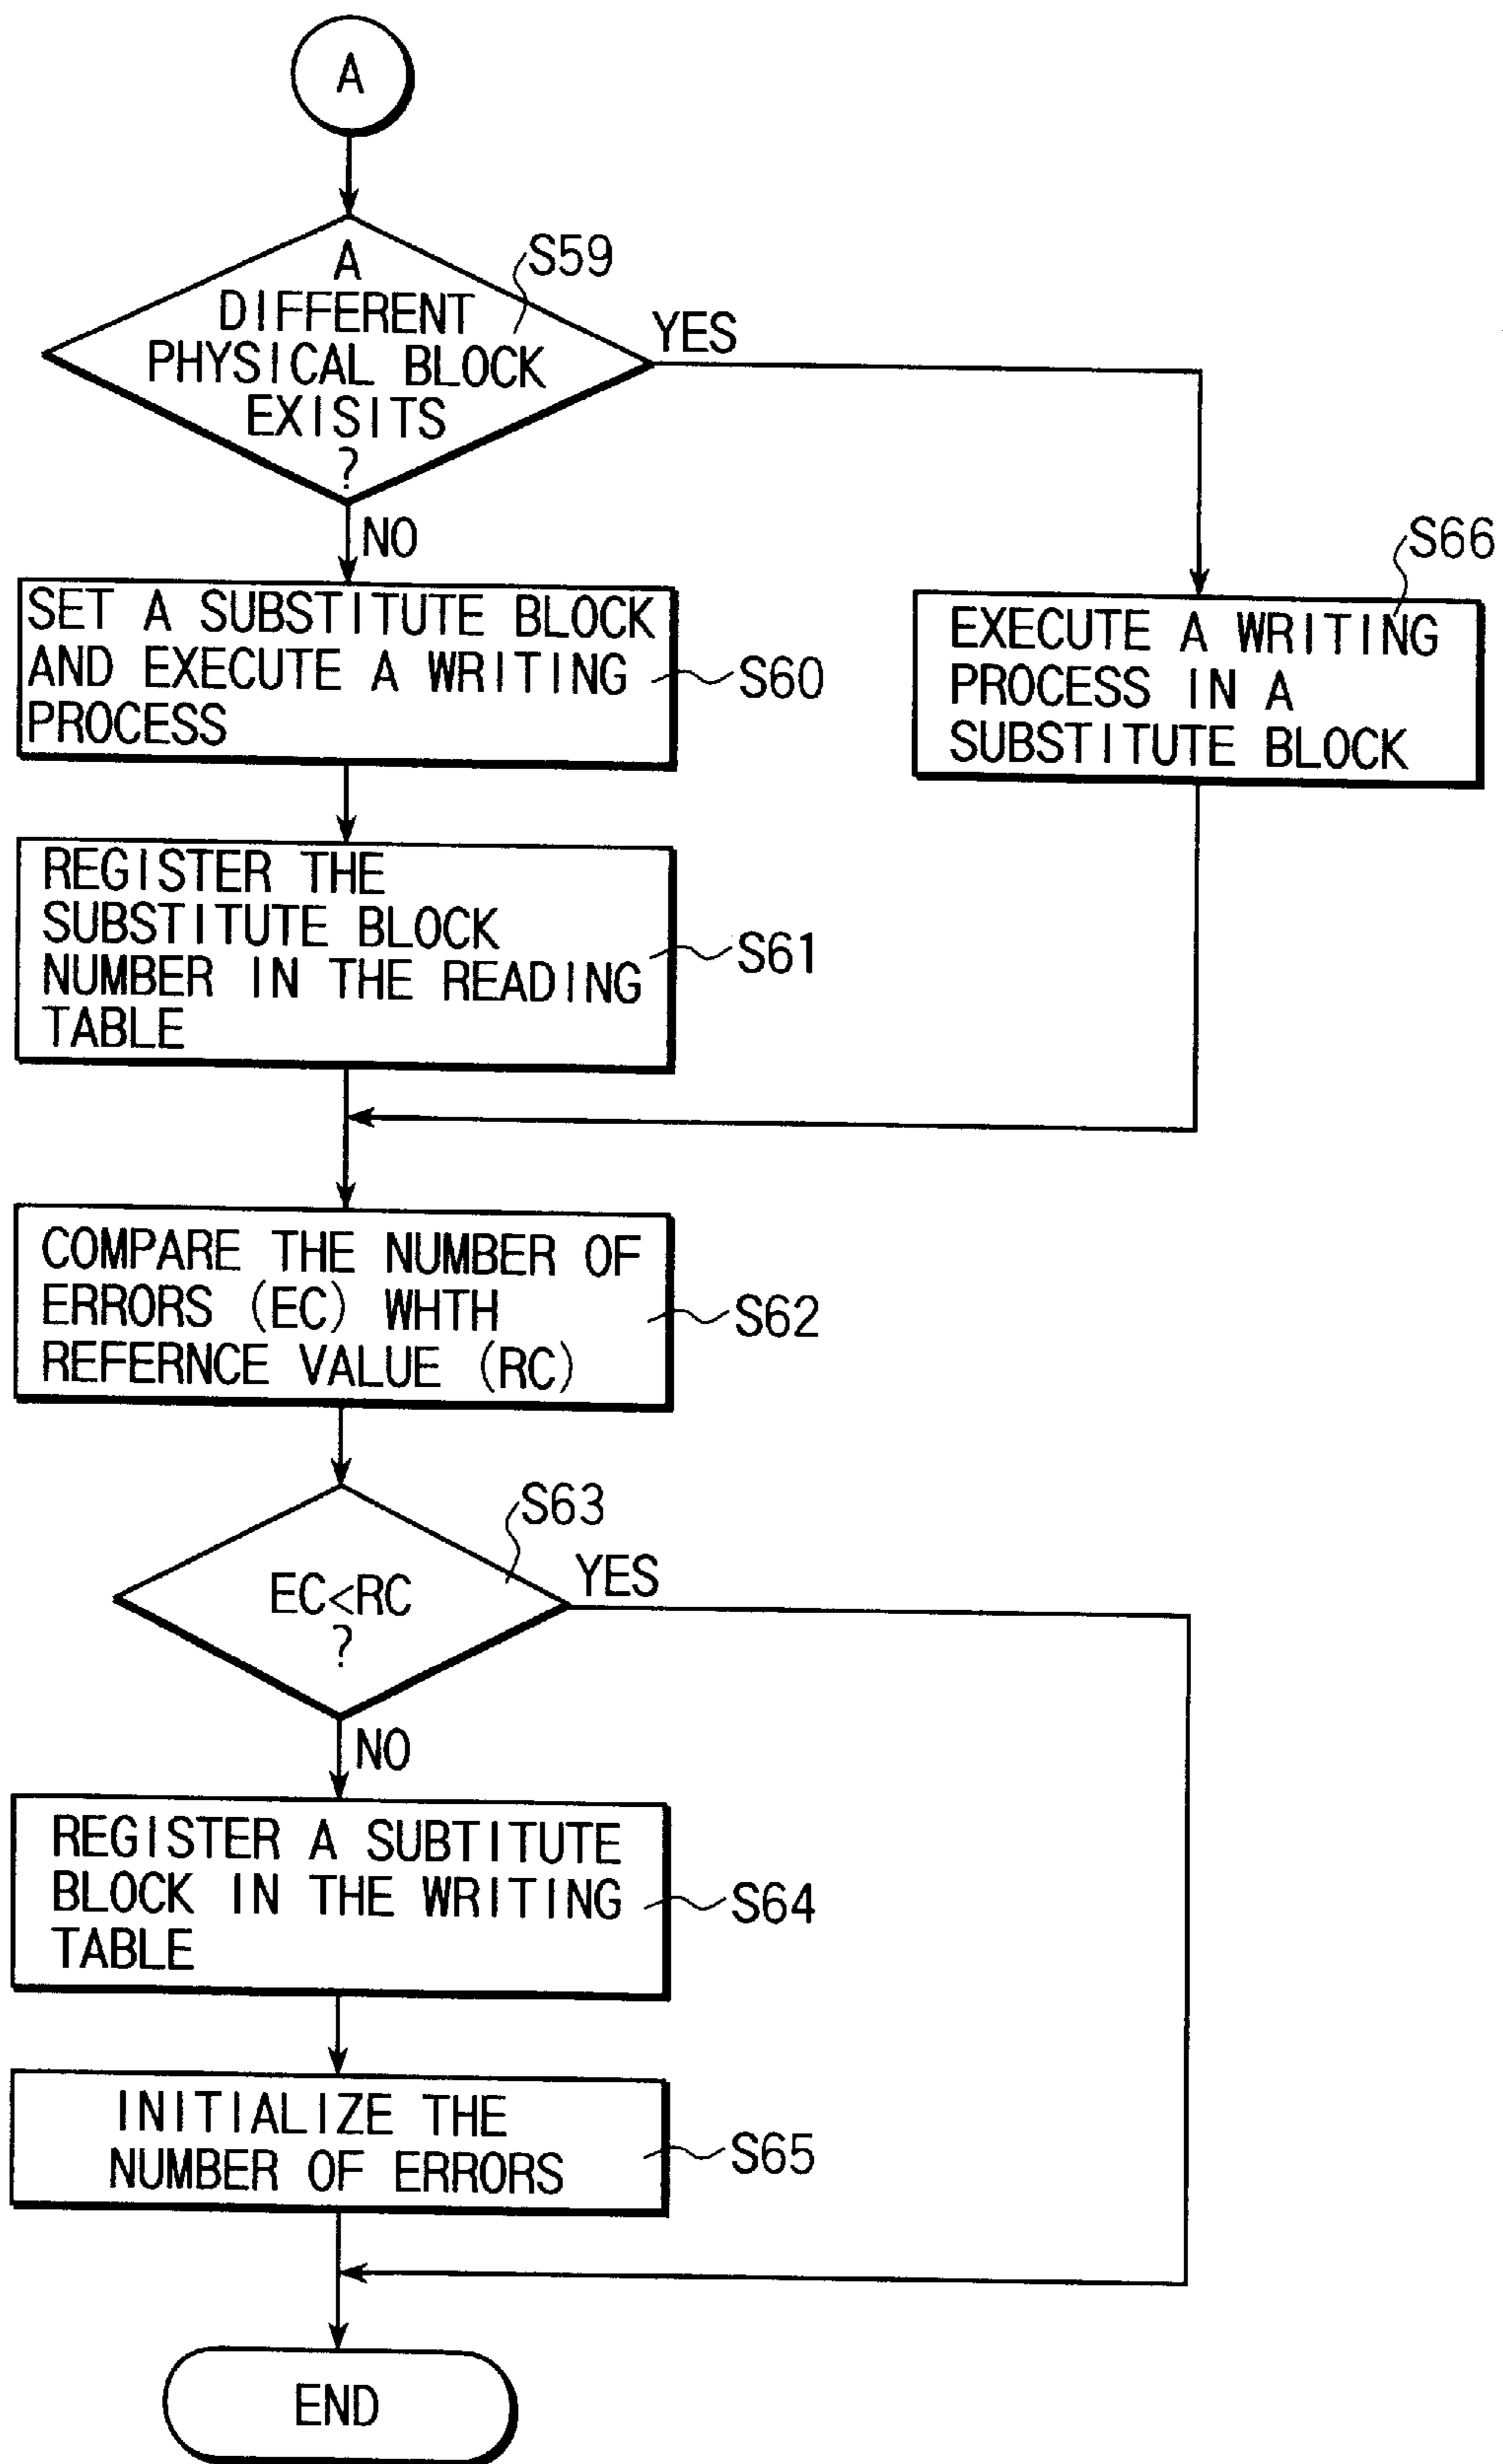 A
A
DIFFERENT
PHYSICAL BLOCK
EXISITS
?
S59
YES
NO
SET A SUBSTITUTE BLOCK
AND EXECUTE A WRITING
PROCESS
S60
EXECUTE A WRITING
PROCESS IN A
SUBSTITUTE BLOCK
S66
REGISTER THE
SUBSTITUTE BLOCK
NUMBER IN THE READING
TABLE
S61
COMPARE THE NUMBER OF
ERRORS (EC) WHTH
REFERNCE VALUE (RC)
S62
EC<RC
?
S63
YES
NO
REGISTER A SUBTITUTE
BLOCK IN THE WRITING
TABLE
S64
INITIALIZE THE
NUMBER OF ERRORS
S65
END